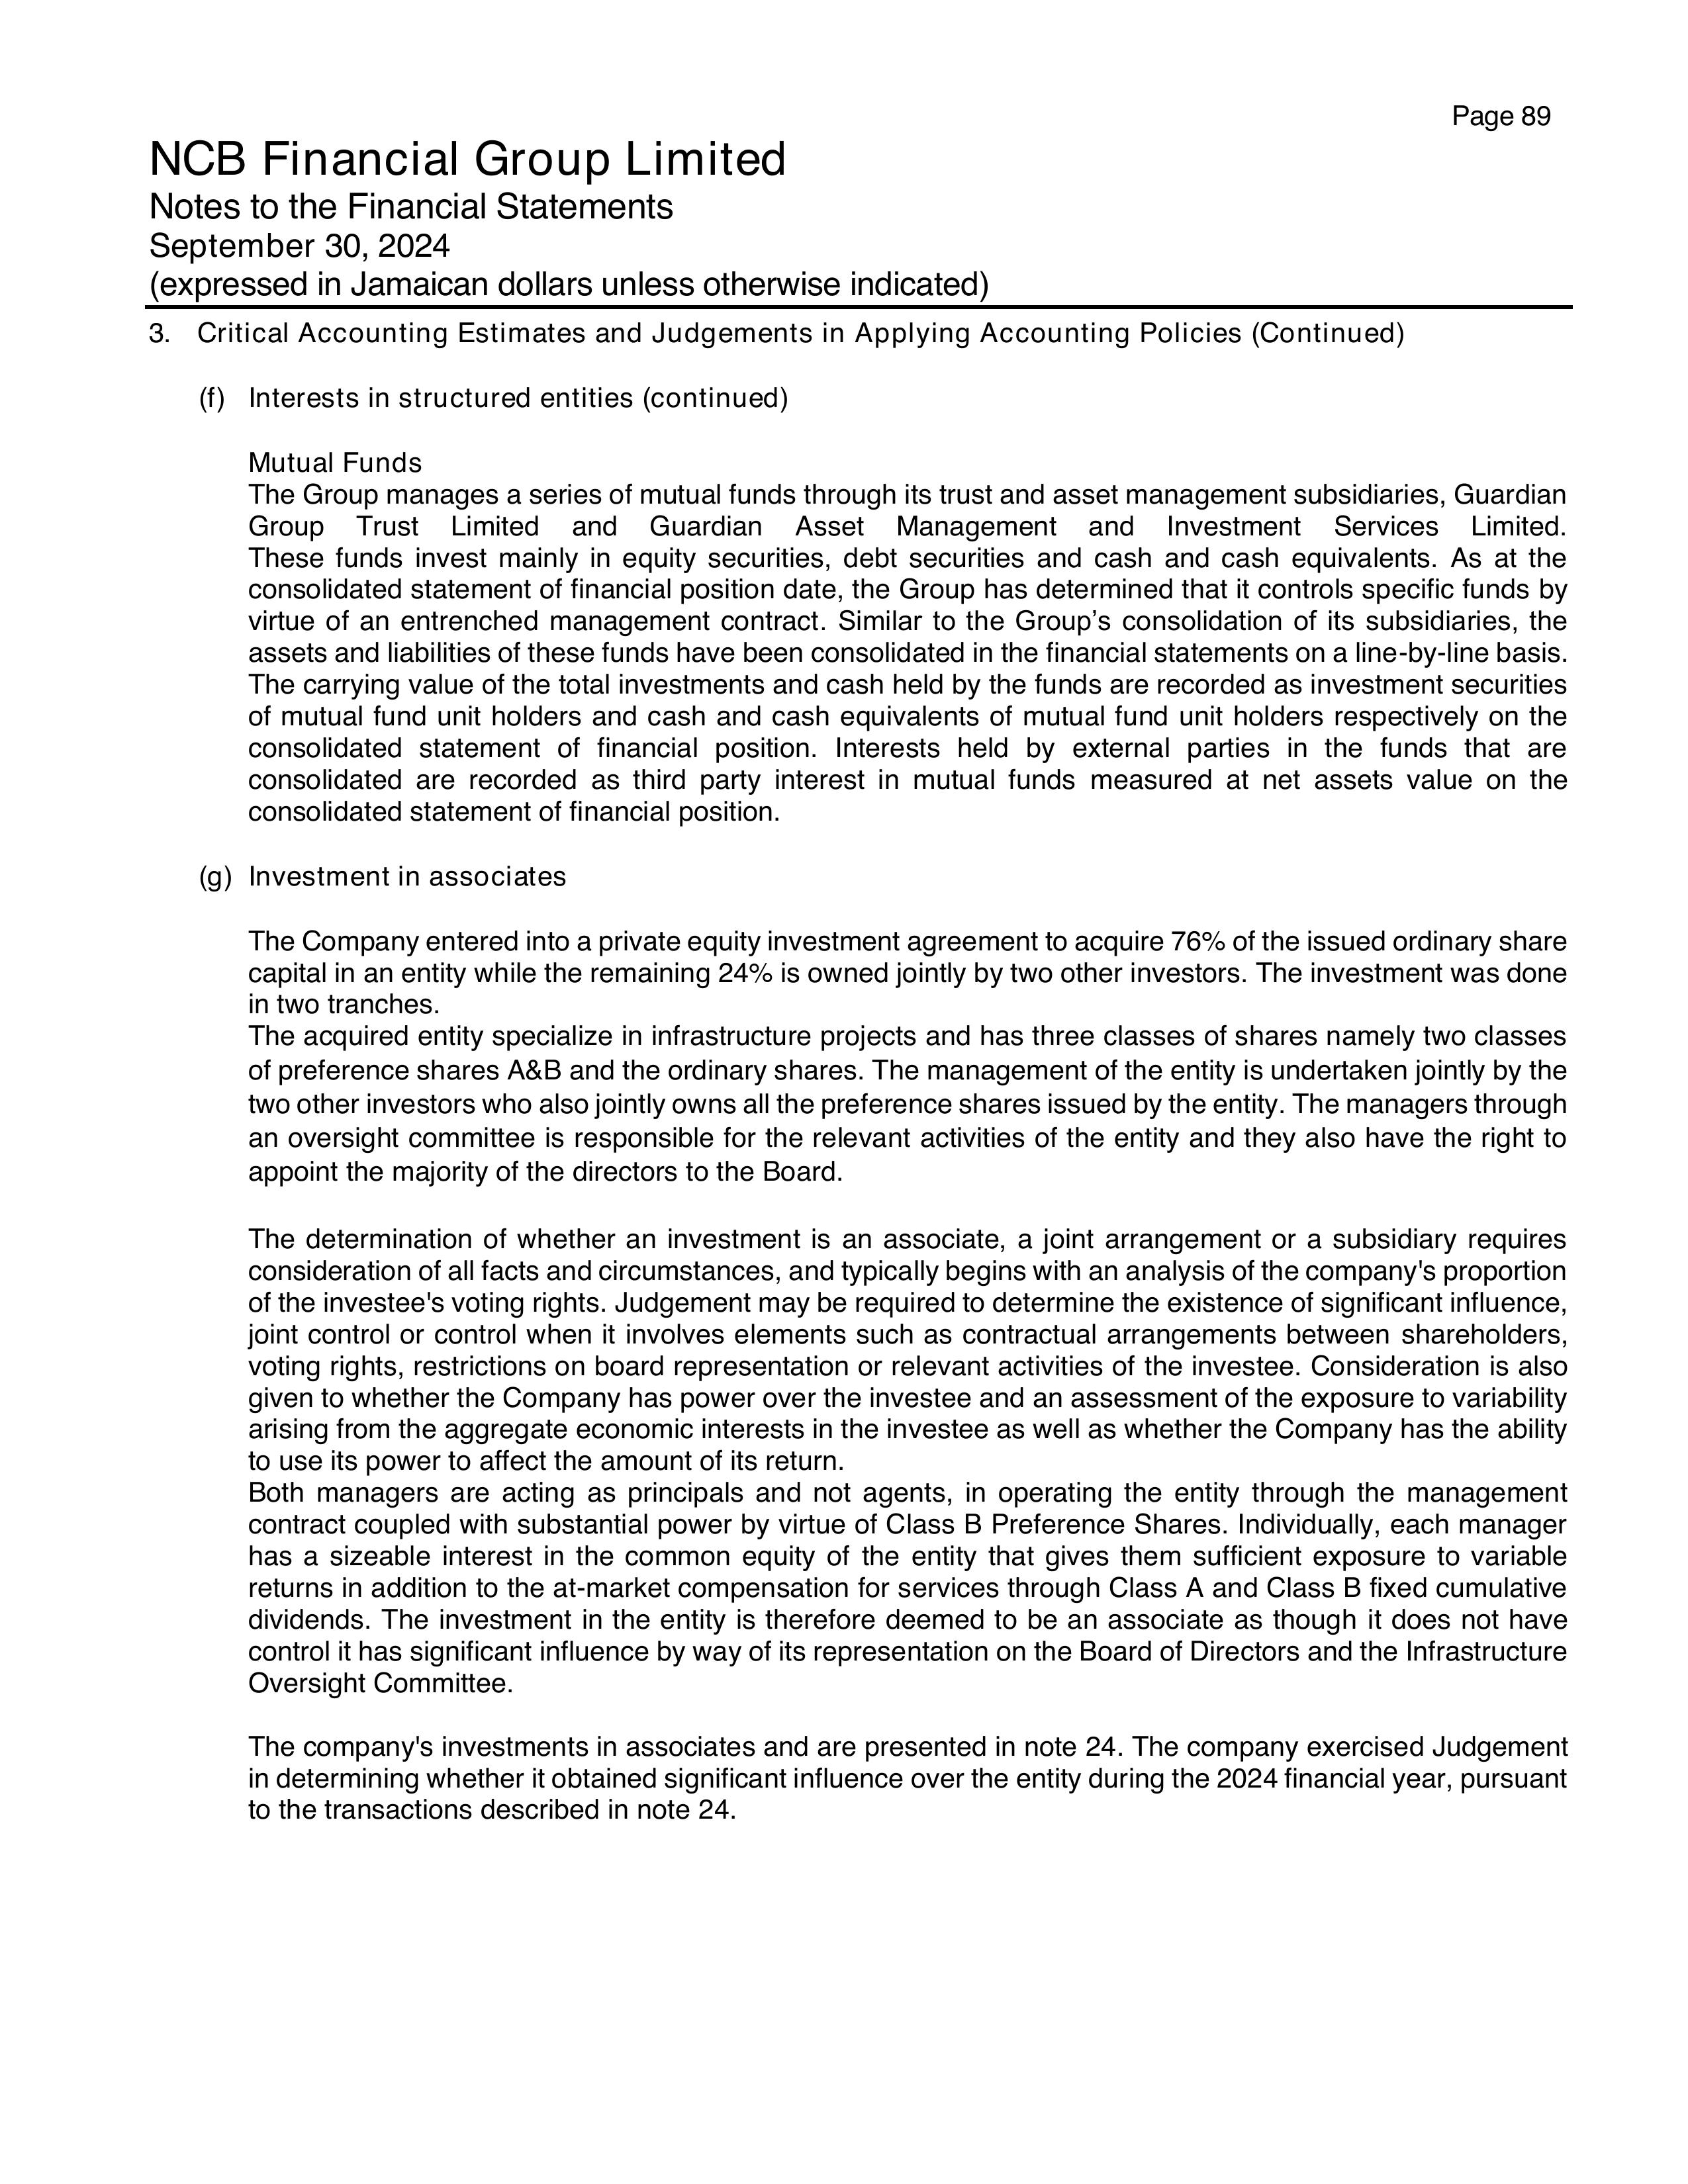 Page 89
NCB Financial Group Limited
Notes to the Financial Statements
September 30, 2024
(expressed in Jamaican dollars unless otherwise indicated)
3. Critical Accounting Estimates and Judgements in Applying Accounting Policies (Continued)
(f) Interests in structured entities (continued)
Mutual Funds
The Group manages a series of mutual funds through its trust and asset management subsidiaries, Guardian
Group Trust Limited and Guardian Asset Management and Investment Services Limited.
These funds invest mainly in equity securities, debt securities and cash and cash equivalents. As at the
consolidated statement of financial position date, the Group has determined that it controls specific funds by
virtue of an entrenched management contract. Similar to the Group’s consolidation of its subsidiaries, the
assets and liabilities of these funds have been consolidated in the financial statements on a line-by-line basis.
The carrying value of the total investments and cash held by the funds are recorded as investment securities
of mutual fund unit holders and cash and cash equivalents of mutual fund unit holders respectively on the
consolidated statement of financial position. Interests held by external parties in the funds that are
consolidated are recorded as third party interest in mutual funds measured at net assets value on the
consolidated statement of financial position.
(g) Investment in associates
The Company entered into a private equity investment agreement to acquire 76% of the issued ordinary share
capital in an entity while the remaining 24% is owned jointly by two other investors. The investment was done
in two tranches.
The acquired entity specialize in infrastructure projects and has three classes of shares namely two classes
of preference shares A&B and the ordinary shares. The management of the entity is undertaken jointly by the
two other investors who also jointly owns all the preference shares issued by the entity. The managers through
an oversight committee is responsible for the relevant activities of the entity and they also have the right to
appoint the majority of the directors to the Board.
The determination of whether an investment is an associate, a joint arrangement or a subsidiary requires
consideration of all facts and circumstances, and typically begins with an analysis of the company's proportion
of the investee's voting rights. Judgement may be required to determine the existence of significant influence,
joint control or control when it involves elements such as contractual arrangements between shareholders,
voting rights, restrictions on board representation or relevant activities of the investee. Consideration is also
given to whether the Company has power over the investee and an assessment of the exposure to variability
arising from the aggregate economic interests in the investee as well as whether the Company has the ability
to use its power to affect the amount of its return.
Both managers are acting as principals and not agents, in operating the entity through the management
contract coupled with substantial power by virtue of Class B Preference Shares. Individually, each manager
has a sizeable interest in the common equity of the entity that gives them sufficient exposure to variable
returns in addition to the at-market compensation for services through Class A and Class B fixed cumulative
dividends. The investment in the entity is therefore deemed to be an associate as though it does not have
control it has significant influence by way of its representation on the Board of Directors and the Infrastructure
Oversight Committee.
The company's investments in associates and are presented in note 24. The company exercised Judgement
in determining whether it obtained significant influence over the entity during the 2024 financial year, pursuant
to the transactions described in note 24.